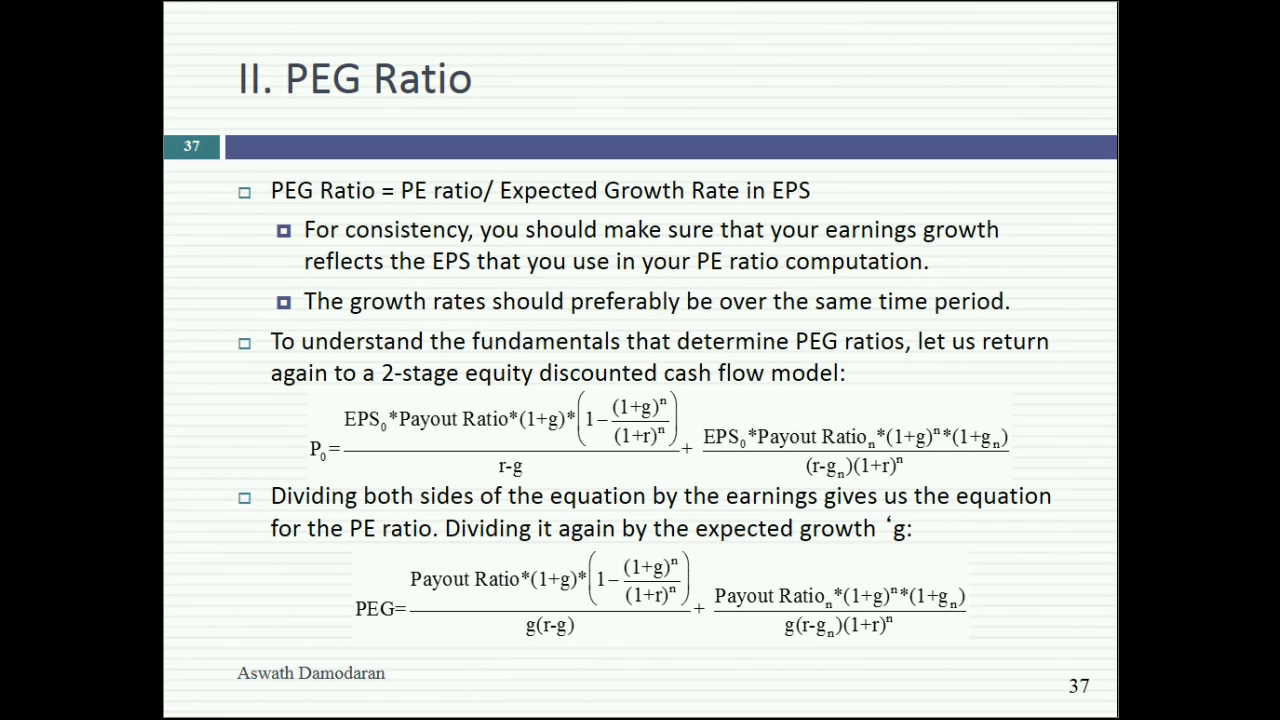 II. PEG Ratio
37
PEG Ratio = PE ratio/ Expected Growth Rate in EPS
For consistency, you should make sure that your earnings growth
reflects the EPS that you use in your PE ratio computation.
The growth rates should preferably be over the same time period.
To understand the fundamentals that determine PEG ratios, let us return
again to a 2-stage equity discounted cash flow model:
P₀ = EPS₀*Payout Ratio*(1+g)*(1 − (1+g)ⁿ/(1+r)ⁿ) / r-g + EPS₀*Payout Ratioₙ*(1+g)ⁿ*(1+gₙ) / (r-gₙ)(1+r)ⁿ
Dividing both sides of the equation by the earnings gives us the equation
for the PE ratio. Dividing it again by the expected growth ‘g:
PEG= Payout Ratio*(1+g)*(1 − (1+g)ⁿ/(1+r)ⁿ) / g(r-g) + Payout Ratioₙ*(1+g)ⁿ*(1+gₙ) / g(r-gₙ)(1+r)ⁿ
Aswath Damodaran
37